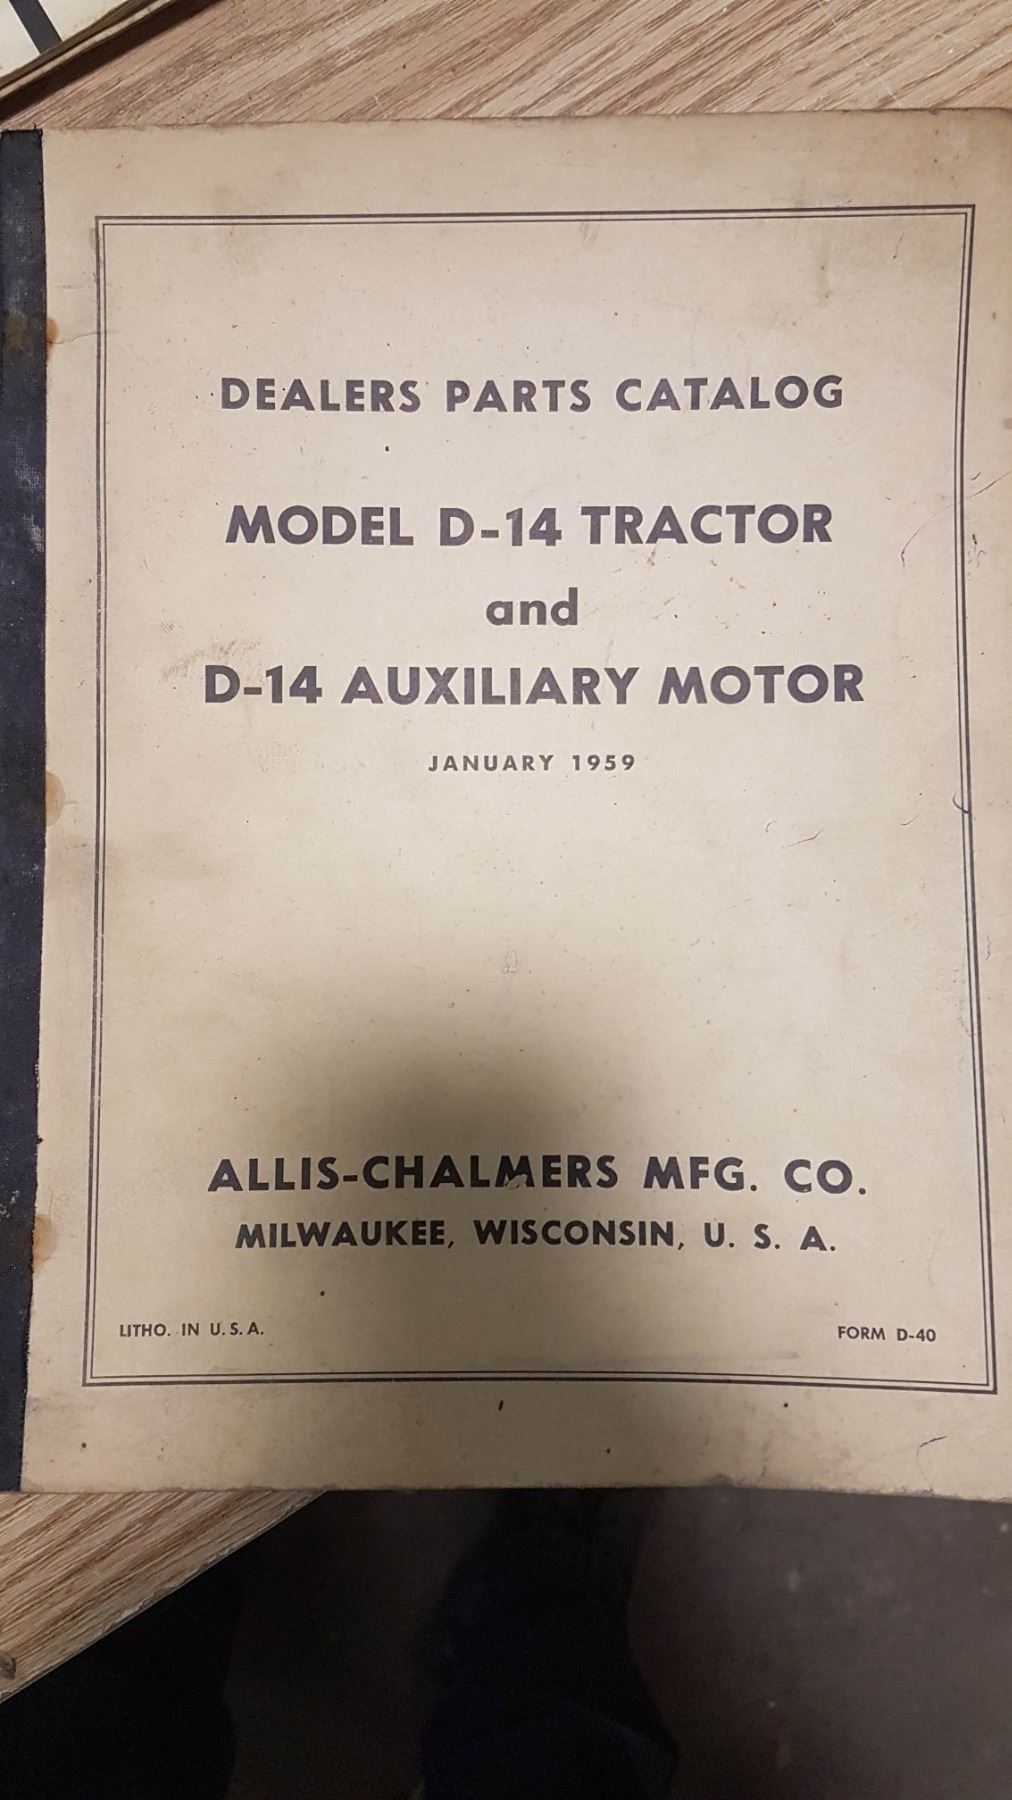 DEALERS PARTS CATALOG
MODEL D-14 TRACTOR
and
D-14 AUXILIARY MOTOR
JANUARY 1959
ALLIS-CHALMERS MFG. CO.
MILWAUKEE, WISCONSIN, U. S. A.
LITHO. IN U. S. A.
FORM D-40